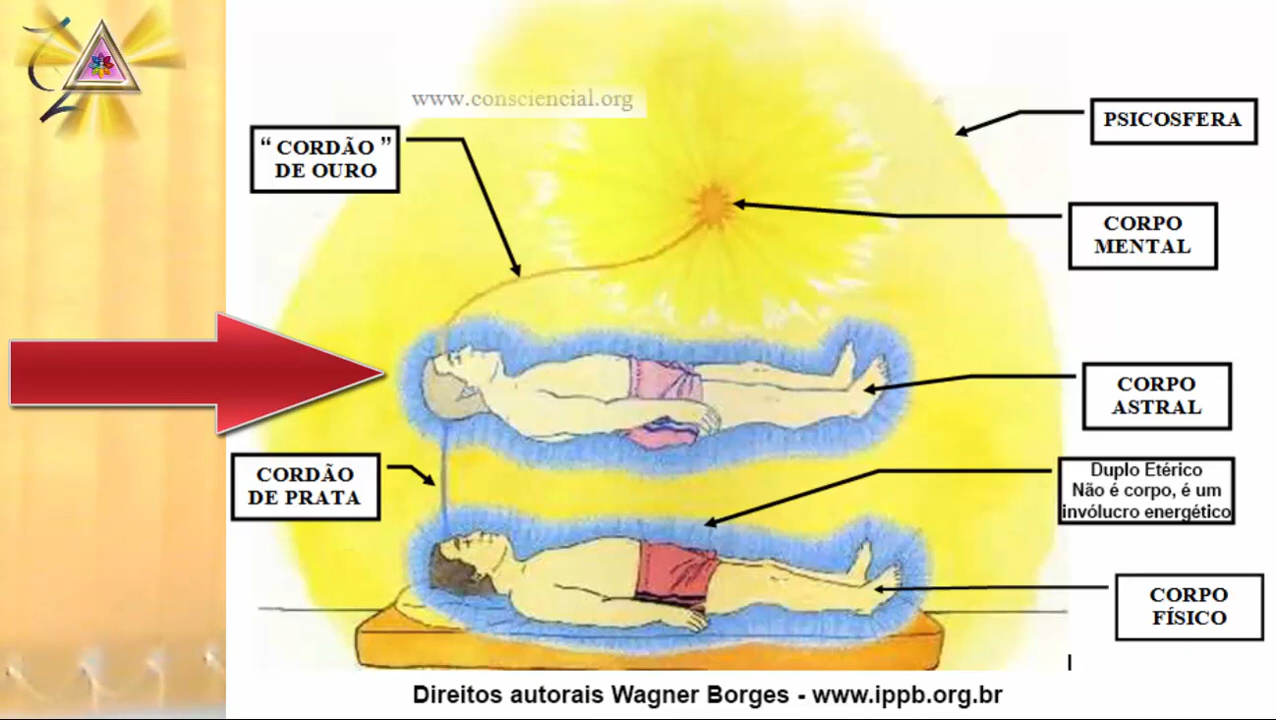 www.consciencial.org
“ CORDÃO ”
DE OURO
PSICOSFERA
CORPO
MENTAL
CORPO
ASTRAL
CORDÃO
DE PRATA
Duplo Etérico
Não é corpo, é um
invólucro energético
CORPO
FÍSICO
Direitos autorais Wagner Borges - www.ippb.org.br